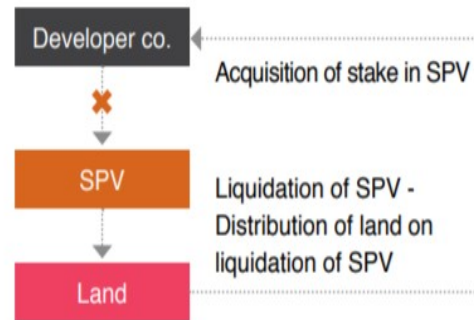 Developer co.
Acquisition of stake in SPV
SPV
Liquidation of SPV -
Distribution of land on
liquidation of SPV
Land